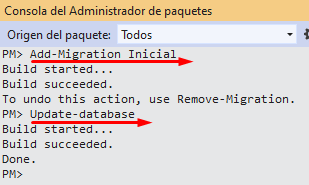 Consola del Administrador de paquetes
Origen del paquete: Todos
PM> Add-Migration Inicial
Build started...
Build succeeded.
To undo this action, use Remove-Migration.
PM> Update-database
Build started...
Build succeeded.
Done.
PM>